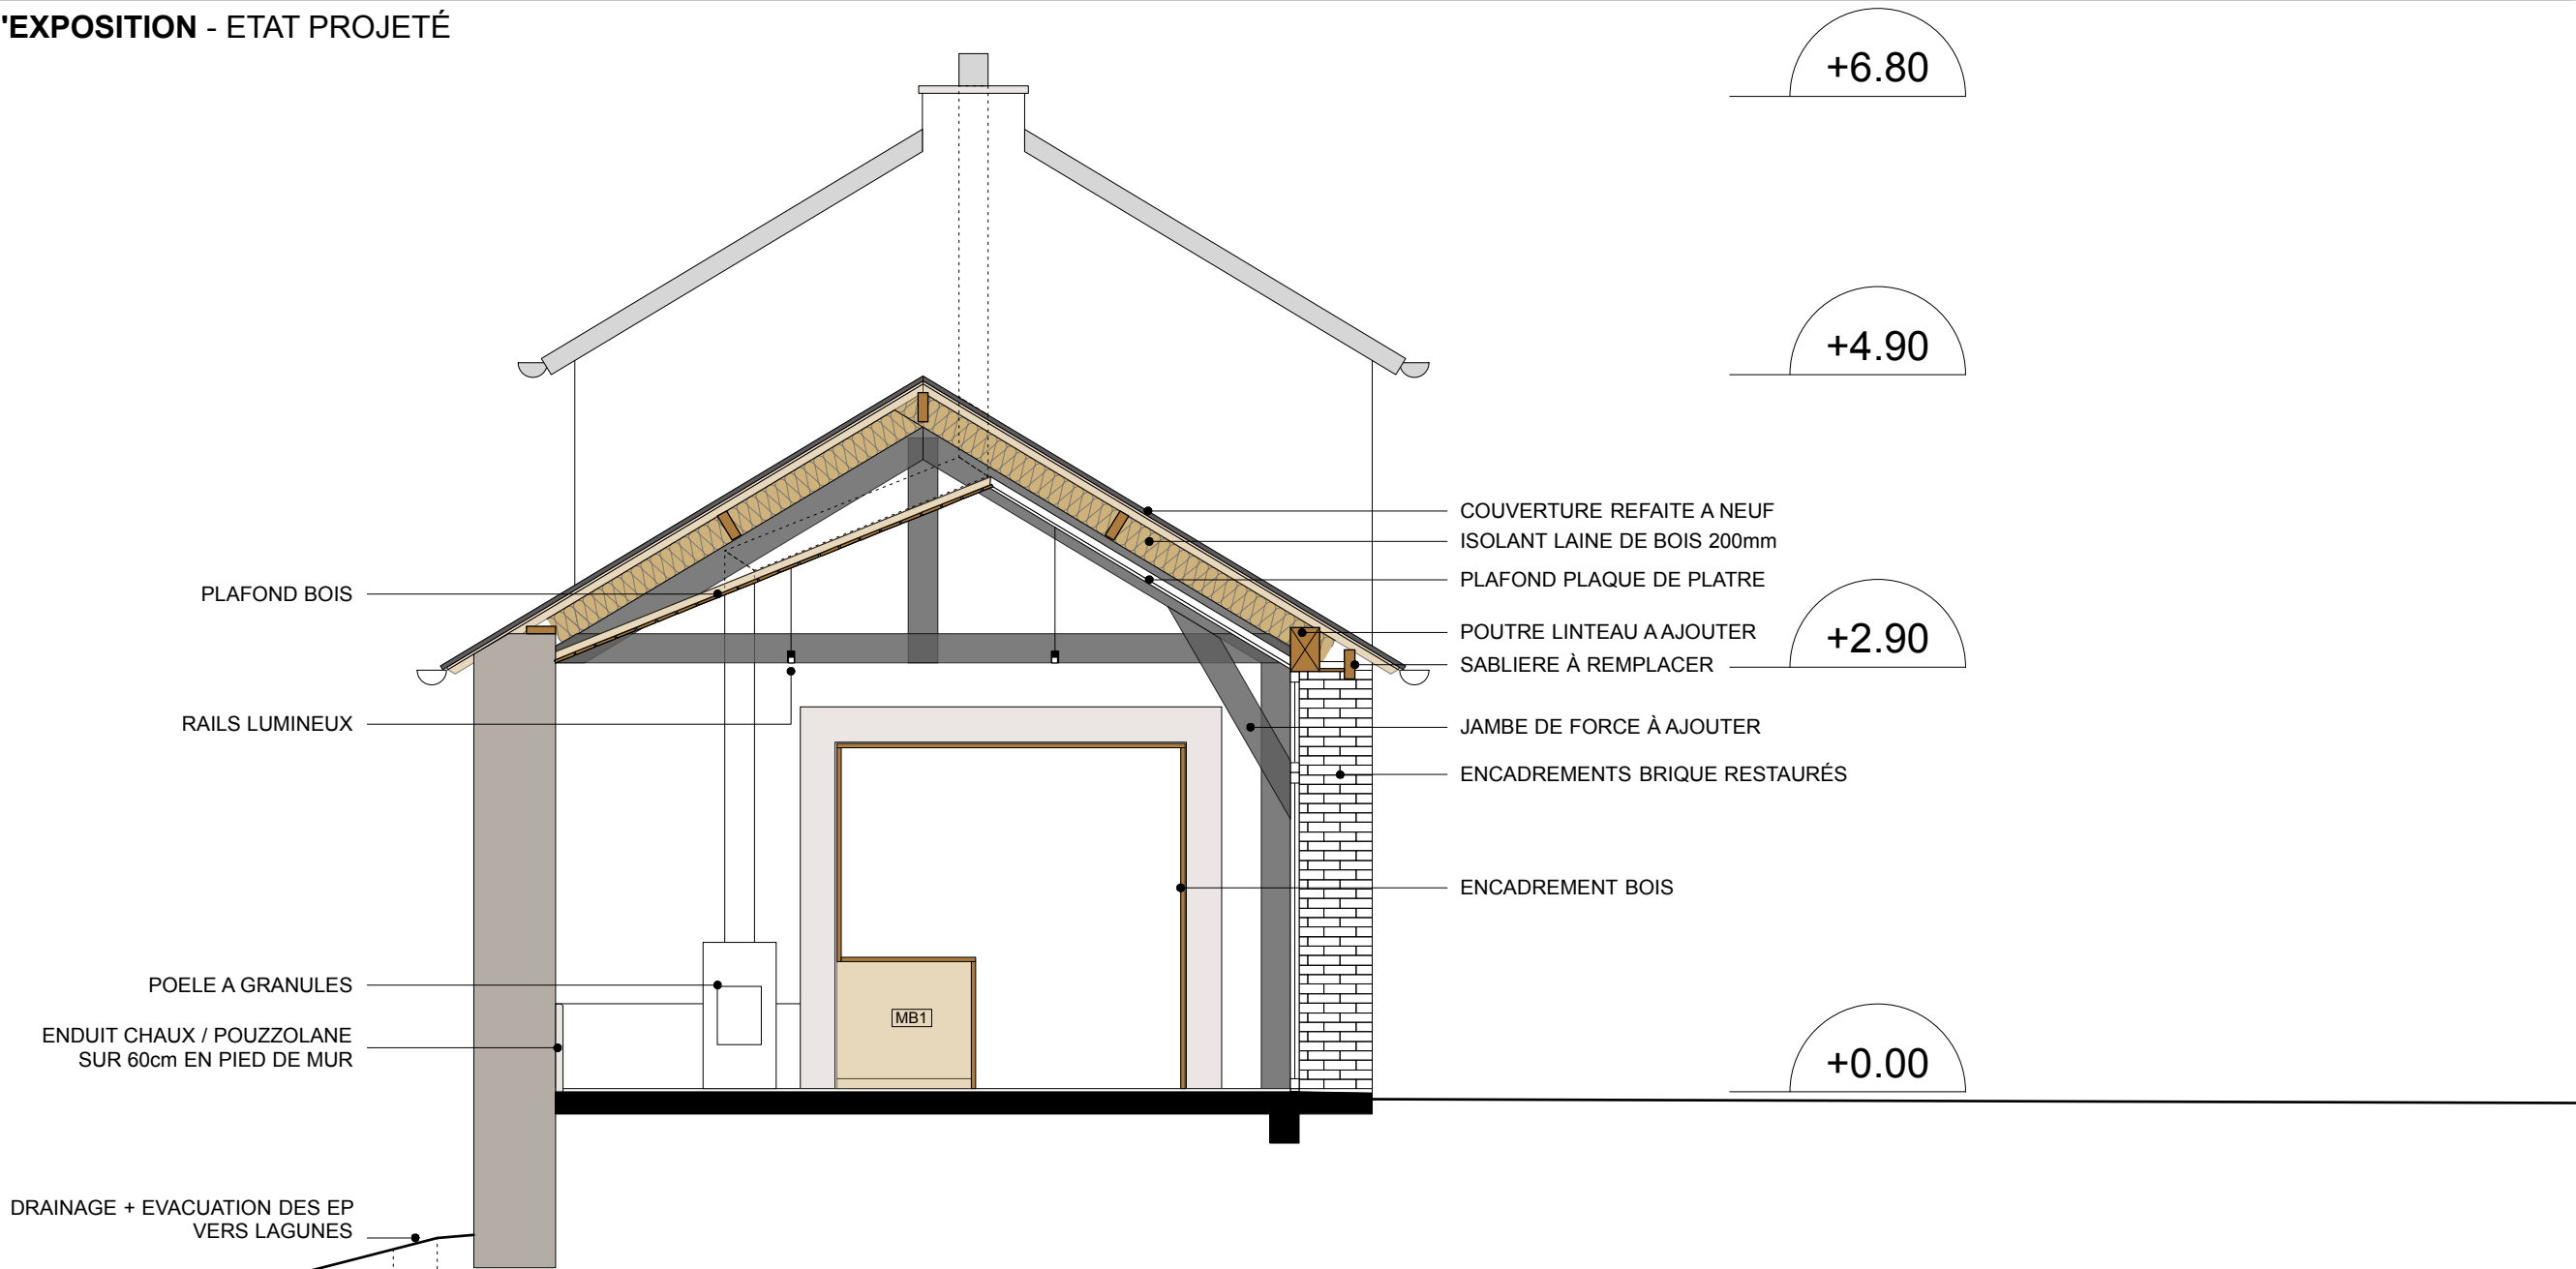 'EXPOSITION - ETAT PROJETÉ
+6.80
+4.90
COUVERTURE REFAITE A NEUF
ISOLANT LAINE DE BOIS 200mm
PLAFOND PLAQUE DE PLATRE
PLAFOND BOIS
POUTRE LINTEAU A AJOUTER
+2.90
SABLIERE À REMPLACER
RAILS LUMINEUX
JAMBE DE FORCE À AJOUTER
ENCADREMENTS BRIQUE RESTAURÉS
ENCADREMENT BOIS
POELE A GRANULES
MB1
ENDUIT CHAUX / POUZZOLANE
SUR 60cm EN PIED DE MUR
+0.00
DRAINAGE + EVACUATION DES EP
VERS LAGUNES